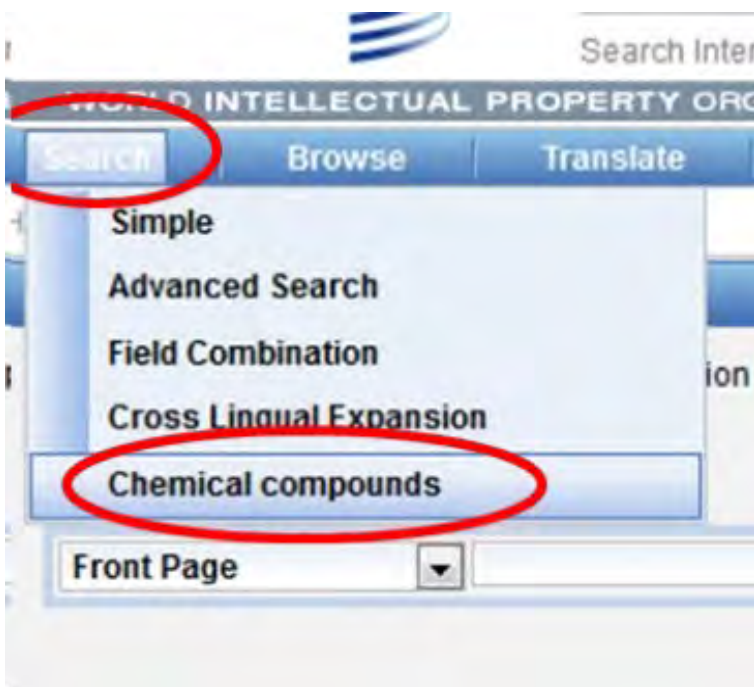 Search Inter
WORLD INTELLECTUAL PROPERTY ORG
Search Browse Translate
Simple
Advanced Search
Field Combination
ion
Cross Lingual Expansion
Chemical compounds
Front Page